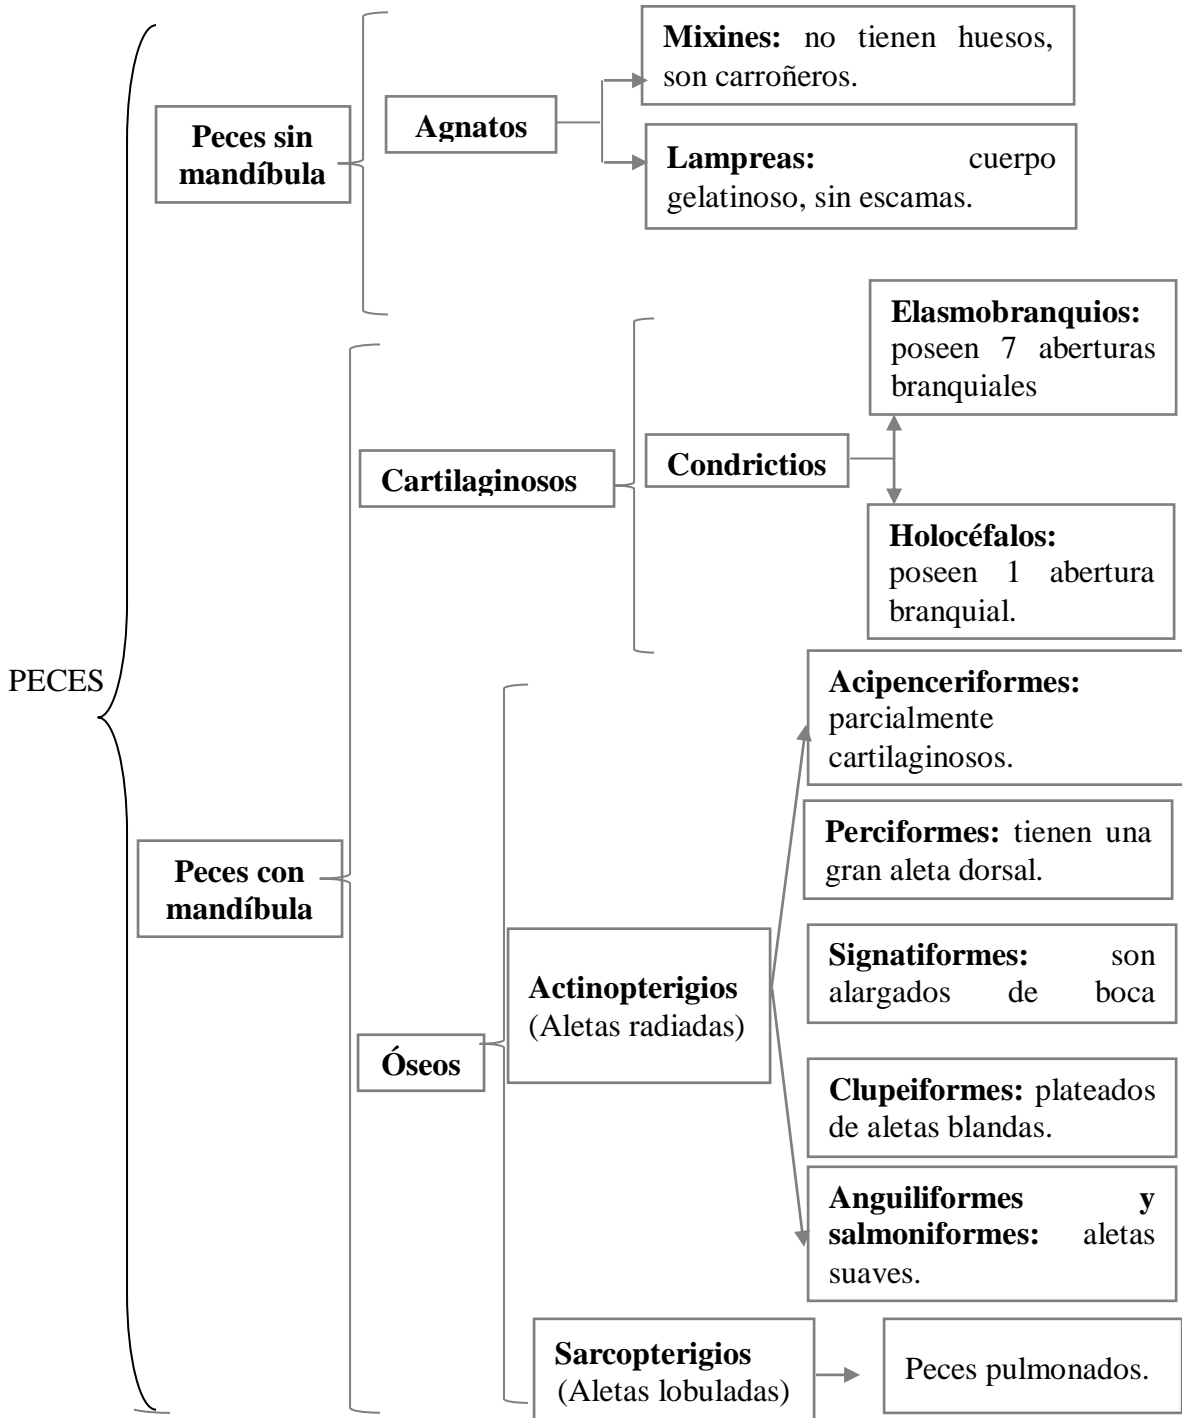 Mixines: no tienen huesos,
son carroñeros.
Peces sin
mandíbula
Agnatos
Lampreas: cuerpo
gelatinoso, sin escamas.
Elasmobranquios:
poseen 7 aberturas
branquiales
Cartilaginosos
Condrictios
Holocéfalos:
poseen 1 abertura
branquial.
PECES
Acipenceriformes:
parcialmente
cartilaginosos.
Perciformes: tienen una
gran aleta dorsal.
Peces con
mandíbula
Signatiformes: son
alargados de boca
Actinopterigios
(Aletas radiadas)
Óseos
Clupeiformes: plateados
de aletas blandas.
Anguiliformes y
salmoniformes: aletas
suaves.
Sarcopterigios
(Aletas lobuladas)
Peces pulmonados.